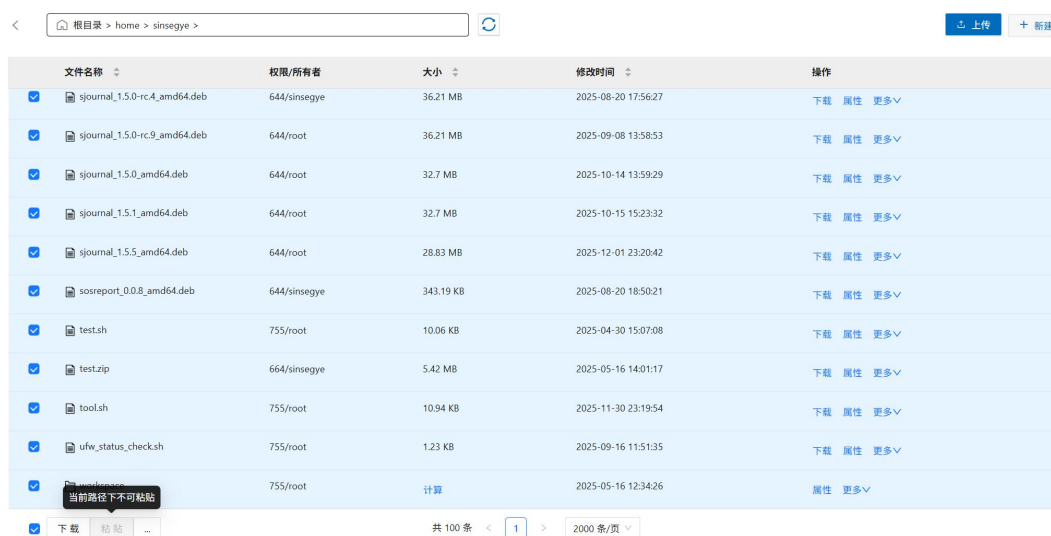 根目录 > home > sinsegye >
上传
+ 新建
文件名称 权限/所有者 大小 修改时间 操作
sjournal_1.5.0-rc.4_amd64.deb 644/sinsegye 36.21 MB 2025-08-20 17:56:27 下载 属性 更多
sjournal_1.5.0-rc.9_amd64.deb 644/root 36.21 MB 2025-09-08 13:58:53 下载 属性 更多
sjournal_1.5.0_amd64.deb 644/root 32.7 MB 2025-10-14 13:59:29 下载 属性 更多
sjournal_1.5.1_amd64.deb 644/root 32.7 MB 2025-10-15 15:23:32 下载 属性 更多
sjournal_1.5.5_amd64.deb 644/root 28.83 MB 2025-12-01 23:20:42 下载 属性 更多
sosreport_0.0.8_amd64.deb 644/sinsegye 343.19 KB 2025-08-20 18:50:21 下载 属性 更多
test.sh 755/root 10.06 KB 2025-04-30 15:07:08 下载 属性 更多
test.zip 664/sinsegye 5.42 MB 2025-05-16 14:01:17 下载 属性 更多
tool.sh 755/root 10.94 KB 2025-11-30 23:19:54 下载 属性 更多
ufw_status_check.sh 755/root 1.23 KB 2025-09-16 11:51:35 下载 属性 更多
workspace 755/root 计算 2025-05-16 12:34:26 属性 更多
当前路径下不可粘贴
下载 粘贴 ... 共 100 条 < 1 > 2000 条/页